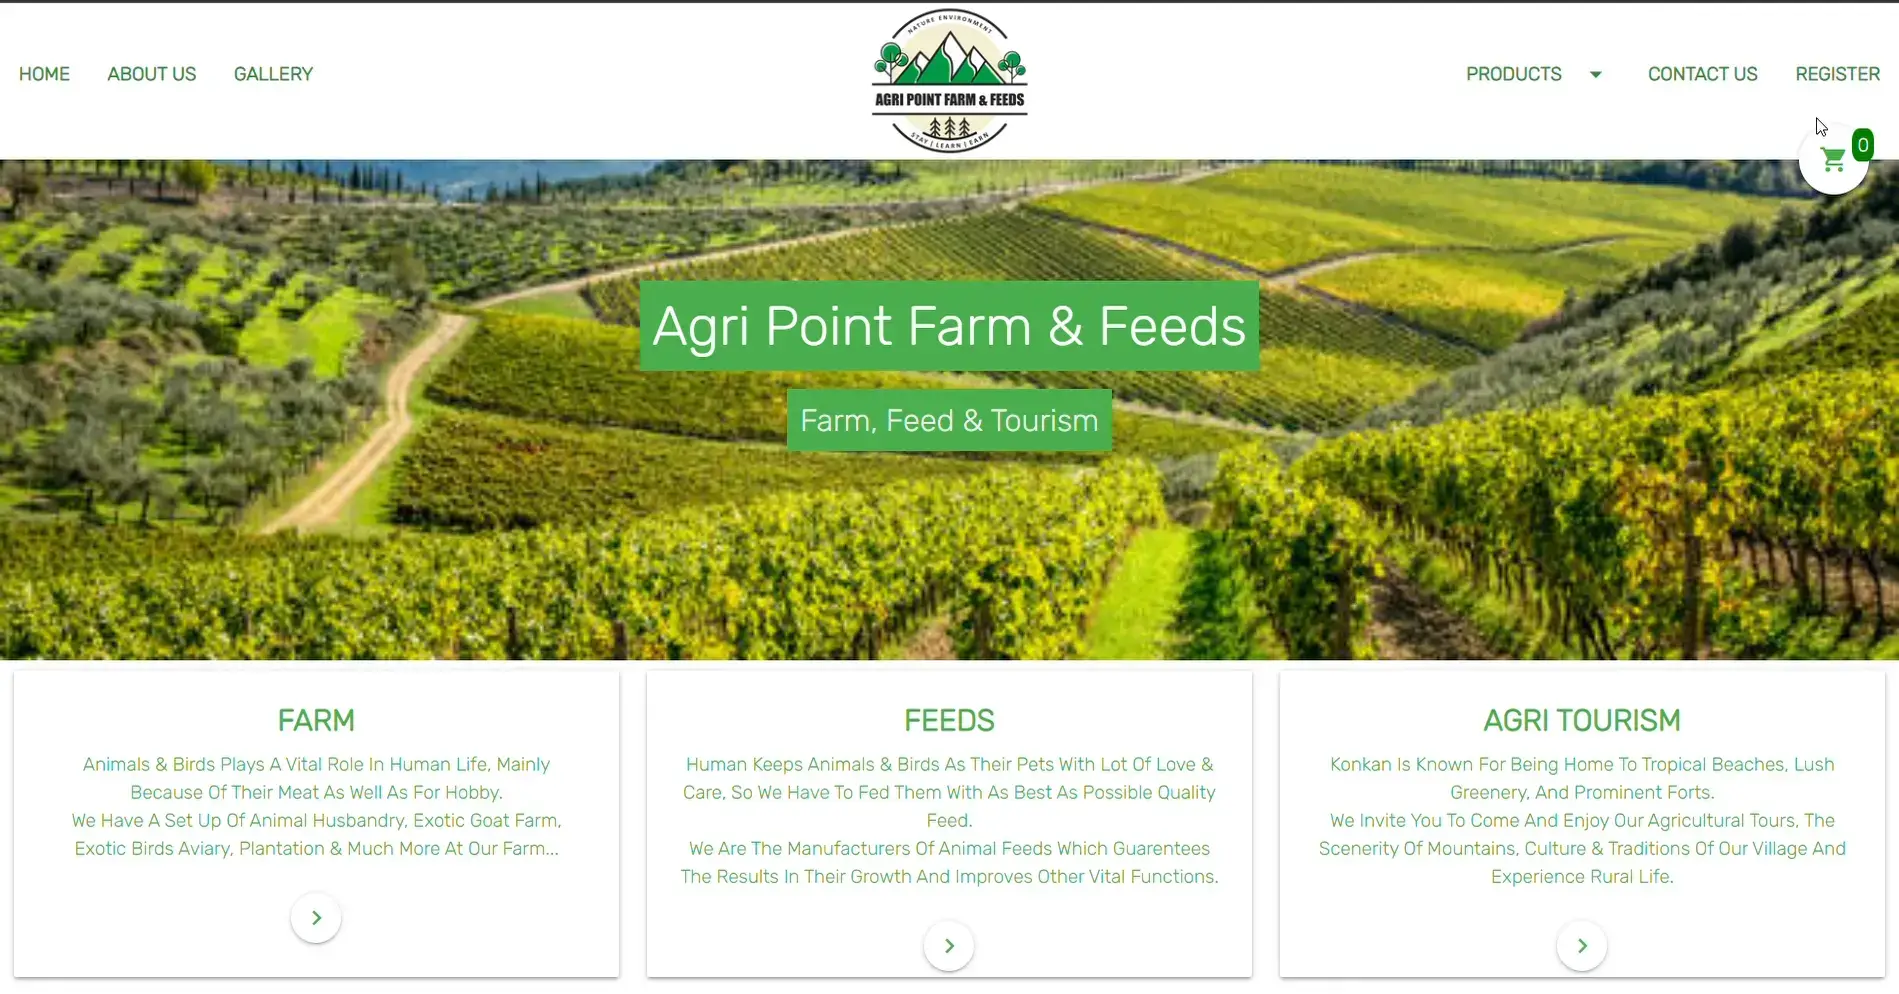 HOME
ABOUT US
GALLERY
NATURE ENVIRONMENT
AGRI POINT FARM & FEEDS
STAY | LEARN | EARN
PRODUCTS
CONTACT US
REGISTER
0
Agri Point Farm & Feeds
Farm, Feed & Tourism
FARM
Animals & Birds Plays A Vital Role In Human Life, Mainly
Because Of Their Meat As Well As For Hobby.
We Have A Set Up Of Animal Husbandry, Exotic Goat Farm,
Exotic Birds Aviary, Plantation & Much More At Our Farm...
FEEDS
Human Keeps Animals & Birds As Their Pets With Lot Of Love &
Care, So We Have To Fed Them With As Best As Possible Quality
Feed.
We Are The Manufacturers Of Animal Feeds Which Guarentees
The Results In Their Growth And Improves Other Vital Functions.
AGRI TOURISM
Konkan Is Known For Being Home To Tropical Beaches, Lush
Greenery, And Prominent Forts.
We Invite You To Come And Enjoy Our Agricultural Tours, The
Scenerity Of Mountains, Culture & Traditions Of Our Village And
Experience Rural Life.